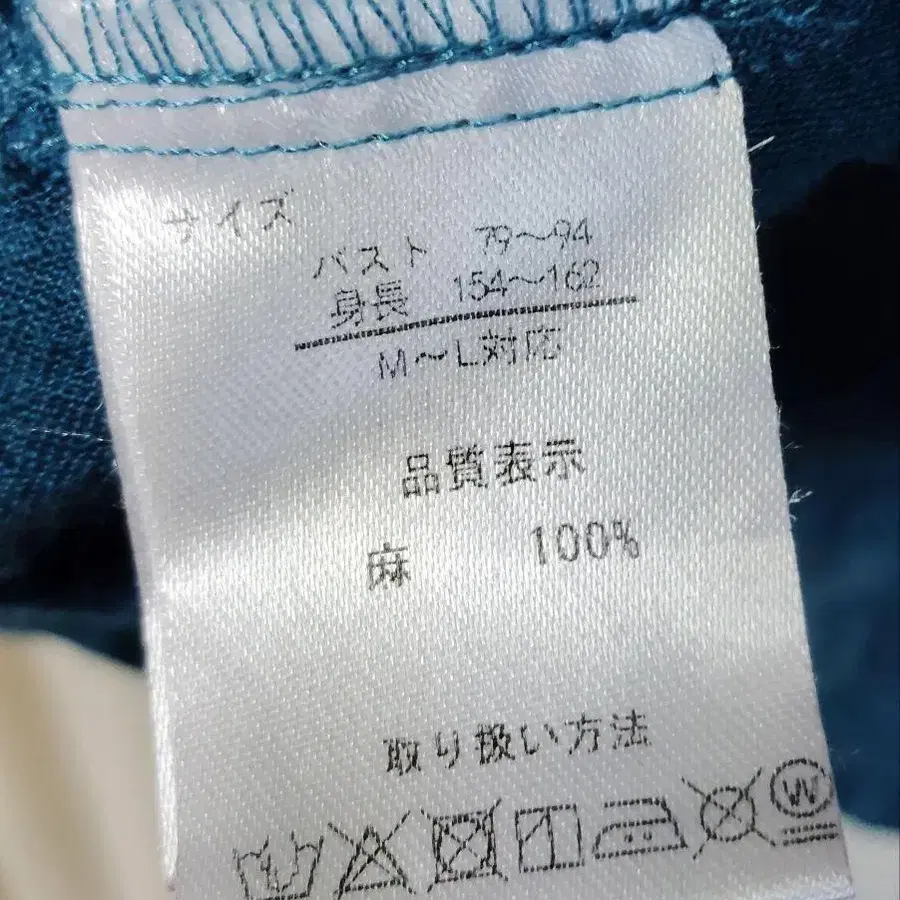 サイズ
バスト 79～94
身長 154～162
M～L対応
品質表示
麻 100%
取り扱い方法
W